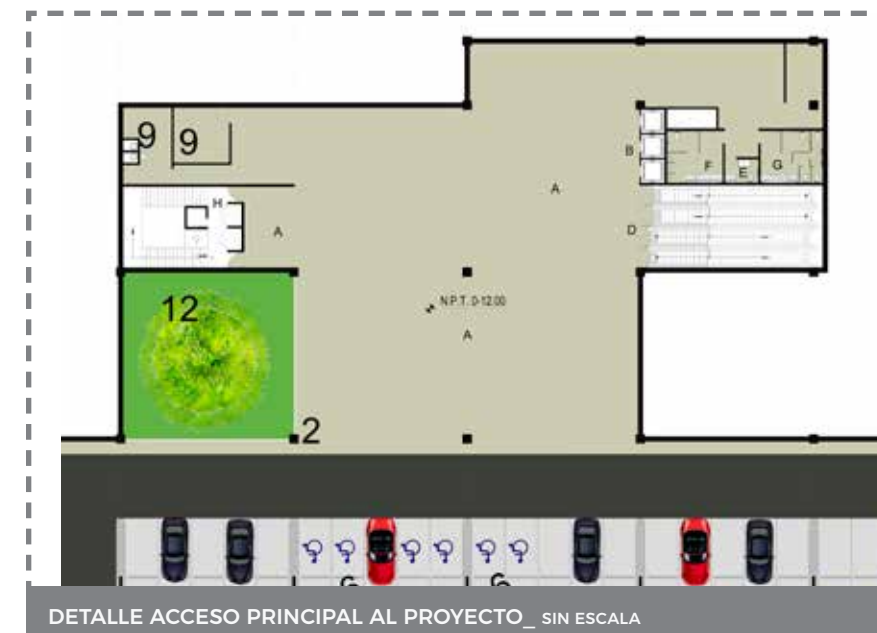 9
9
B
F
E
G
A
H
A
D
12
N.P.T. 0-12.00
A
2
DETALLE ACCESO PRINCIPAL AL PROYECTO_ SIN ESCALA